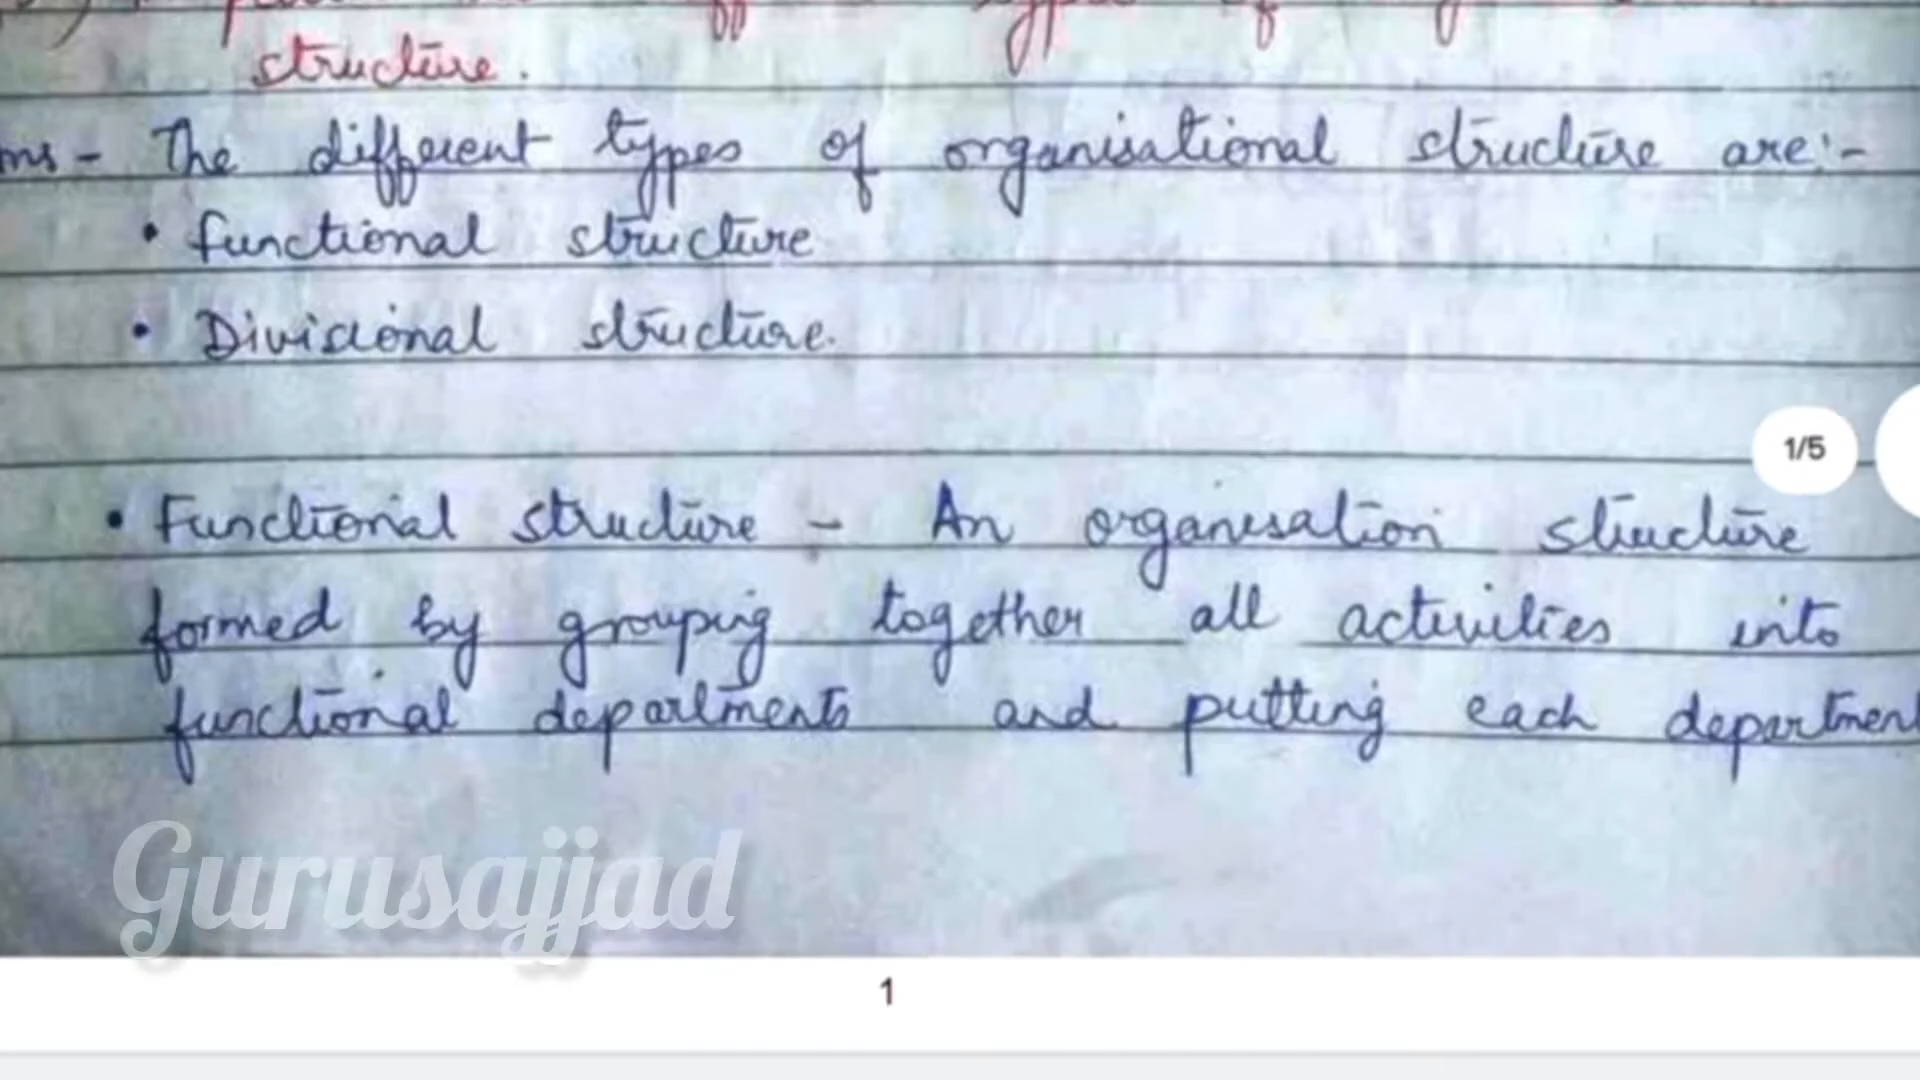 structure.
Ans - The different types of organisational structure are:-
• functional structure
• Divisional structure.
1/5
• Functional structure - An organisation structure
formed by grouping together all activities into
functional departments and putting each department
Gurusajjad
1